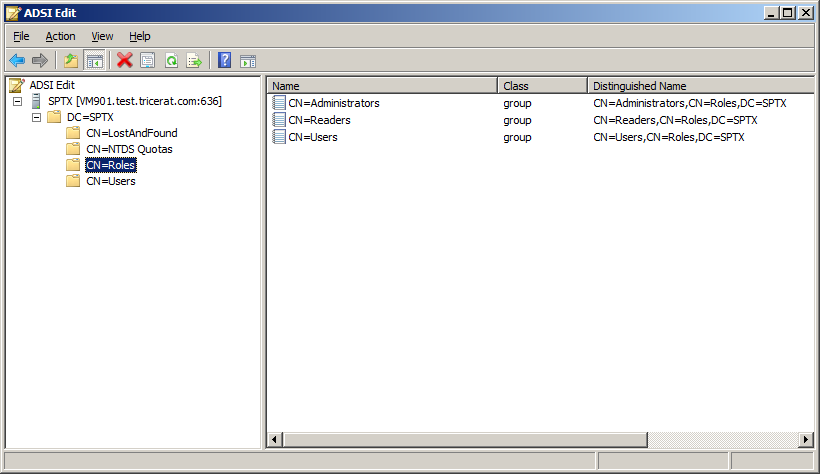 ADSI Edit
File Action View Help
ADSI Edit
SPTX [VM901.test.tricerat.com:636]
DC=SPTX
CN=LostAndFound
CN=NTDS Quotas
CN=Roles
CN=Users
Name Class Distinguished Name
CN=Administrators group CN=Administrators,CN=Roles,DC=SPTX
CN=Readers group CN=Readers,CN=Roles,DC=SPTX
CN=Users group CN=Users,CN=Roles,DC=SPTX